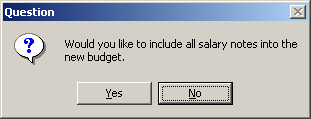 Question
Would you like to include all salary notes into the
new budget.
Yes
No